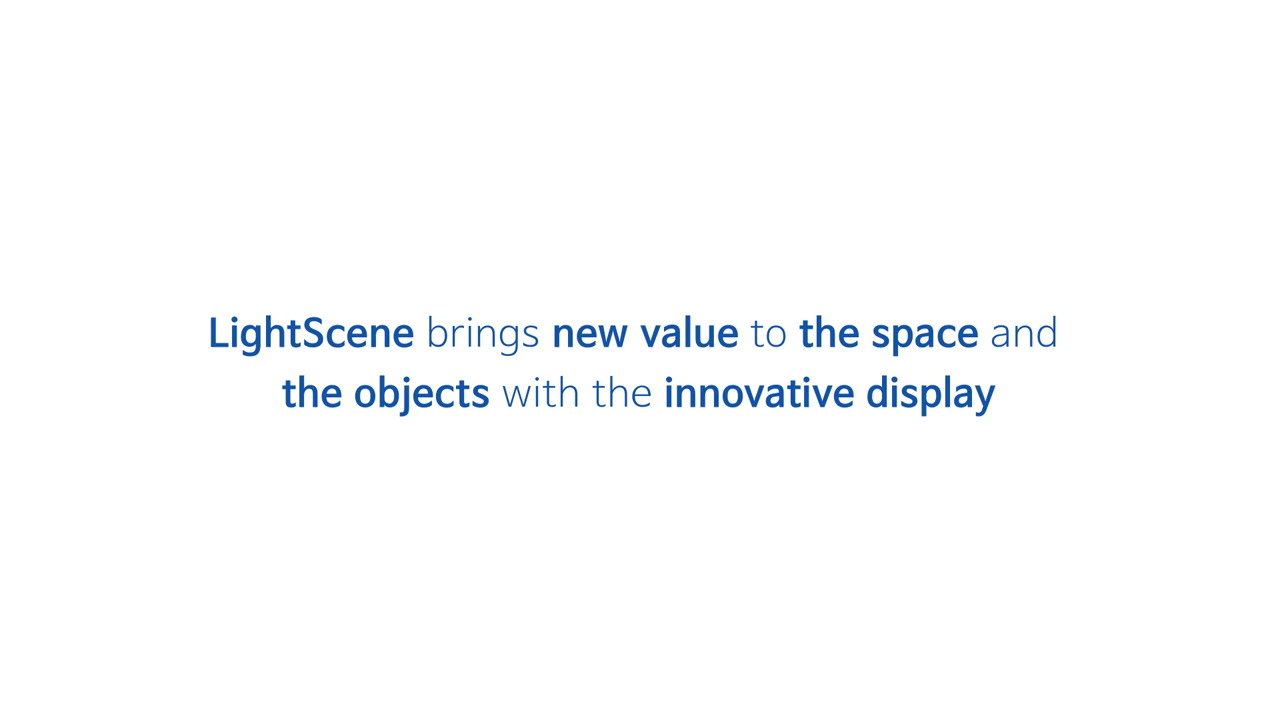 LightScene brings new value to the space and
the objects with the innovative display